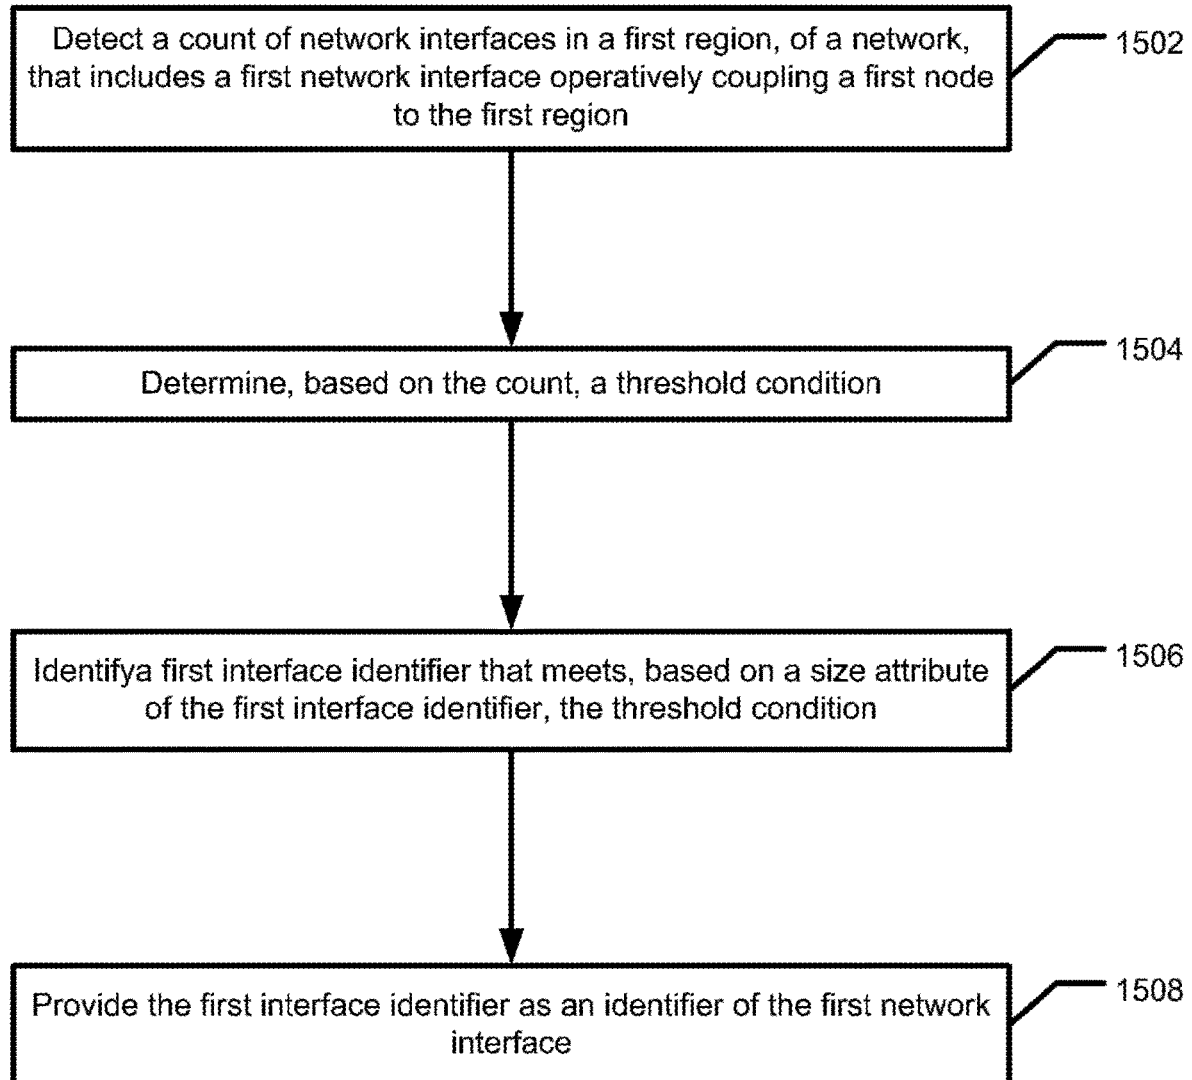 Detect a count of network interfaces in a first region, of a network,
that includes a first network interface operatively coupling a first node
to the first region
1502
Determine, based on the count, a threshold condition
1504
Identifya first interface identifier that meets, based on a size attribute
of the first interface identifier, the threshold condition
1506
Provide the first interface identifier as an identifier of the first network
interface
1508